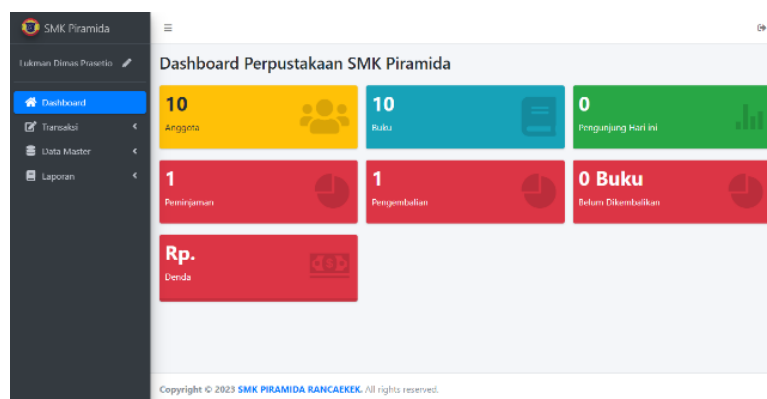 SMK Piramida
Lukman Dimas Prasetio
Dashboard
Transaksi
Data Master
Laporan
Dashboard Perpustakaan SMK Piramida
10
Anggota
10
Buku
0
Pengunjung Hari ini
1
Peminjaman
1
Pengembalian
0 Buku
Belum Dikembalikan
Rp.
Denda
Copyright © 2023 SMK PIRAMIDA RANCAEKEK. All rights reserved.